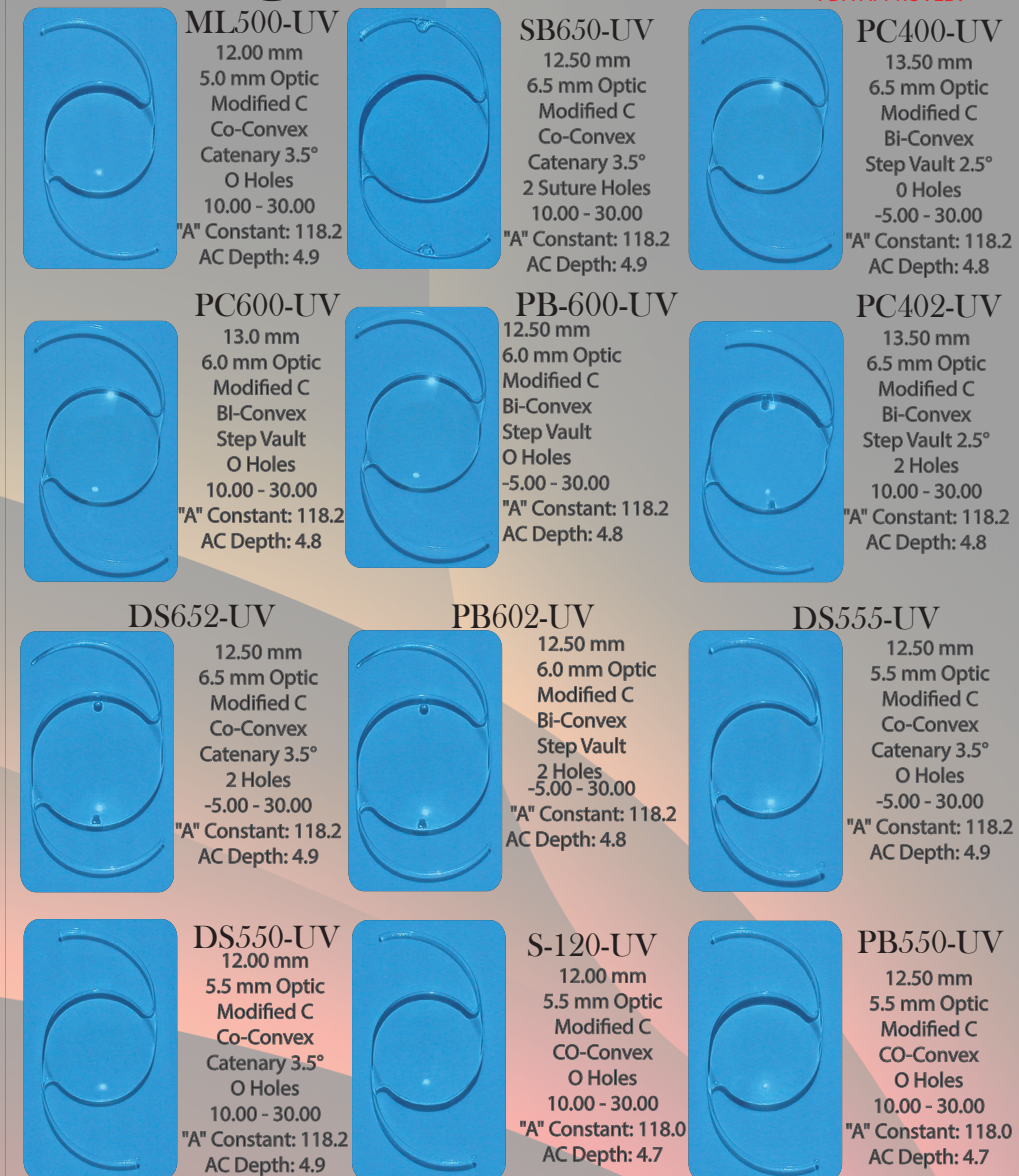 ML500-UV
12.00 mm
5.0 mm Optic
Modified C
Co-Convex
Catenary 3.5°
O Holes
10.00 - 30.00
"A" Constant: 118.2
AC Depth: 4.9
SB650-UV
12.50 mm
6.5 mm Optic
Modified C
Co-Convex
Catenary 3.5°
2 Suture Holes
10.00 - 30.00
"A" Constant: 118.2
AC Depth: 4.9
PC400-UV
13.50 mm
6.5 mm Optic
Modified C
Bi-Convex
Step Vault 2.5°
0 Holes
-5.00 - 30.00
"A" Constant: 118.2
AC Depth: 4.8
PC600-UV
13.0 mm
6.0 mm Optic
Modified C
BI-Convex
Step Vault
O Holes
10.00 - 30.00
"A" Constant: 118.2
AC Depth: 4.8
PB-600-UV
12.50 mm
6.0 mm Optic
Modified C
Bi-Convex
Step Vault
O Holes
-5.00 - 30.00
"A" Constant: 118.2
AC Depth: 4.8
PC402-UV
13.50 mm
6.5 mm Optic
Modified C
Bi-Convex
Step Vault 2.5°
2 Holes
10.00 - 30.00
"A" Constant: 118.2
AC Depth: 4.8
DS652-UV
12.50 mm
6.5 mm Optic
Modified C
Co-Convex
Catenary 3.5°
2 Holes
-5.00 - 30.00
"A" Constant: 118.2
AC Depth: 4.9
PB602-UV
12.50 mm
6.0 mm Optic
Modified C
Bi-Convex
Step Vault
2 Holes
-5.00 - 30.00
"A" Constant: 118.2
AC Depth: 4.8
DS555-UV
12.50 mm
5.5 mm Optic
Modified C
Co-Convex
Catenary 3.5°
O Holes
-5.00 - 30.00
"A" Constant: 118.2
AC Depth: 4.9
DS550-UV
12.00 mm
5.5 mm Optic
Modified C
Co-Convex
Catenary 3.5°
O Holes
10.00 - 30.00
"A" Constant: 118.2
AC Depth: 4.9
S-120-UV
12.00 mm
5.5 mm Optic
Modified C
CO-Convex
O Holes
10.00 - 30.00
"A" Constant: 118.0
AC Depth: 4.7
PB550-UV
12.50 mm
5.5 mm Optic
Modified C
CO-Convex
O Holes
10.00 - 30.00
"A" Constant: 118.0
AC Depth: 4.7